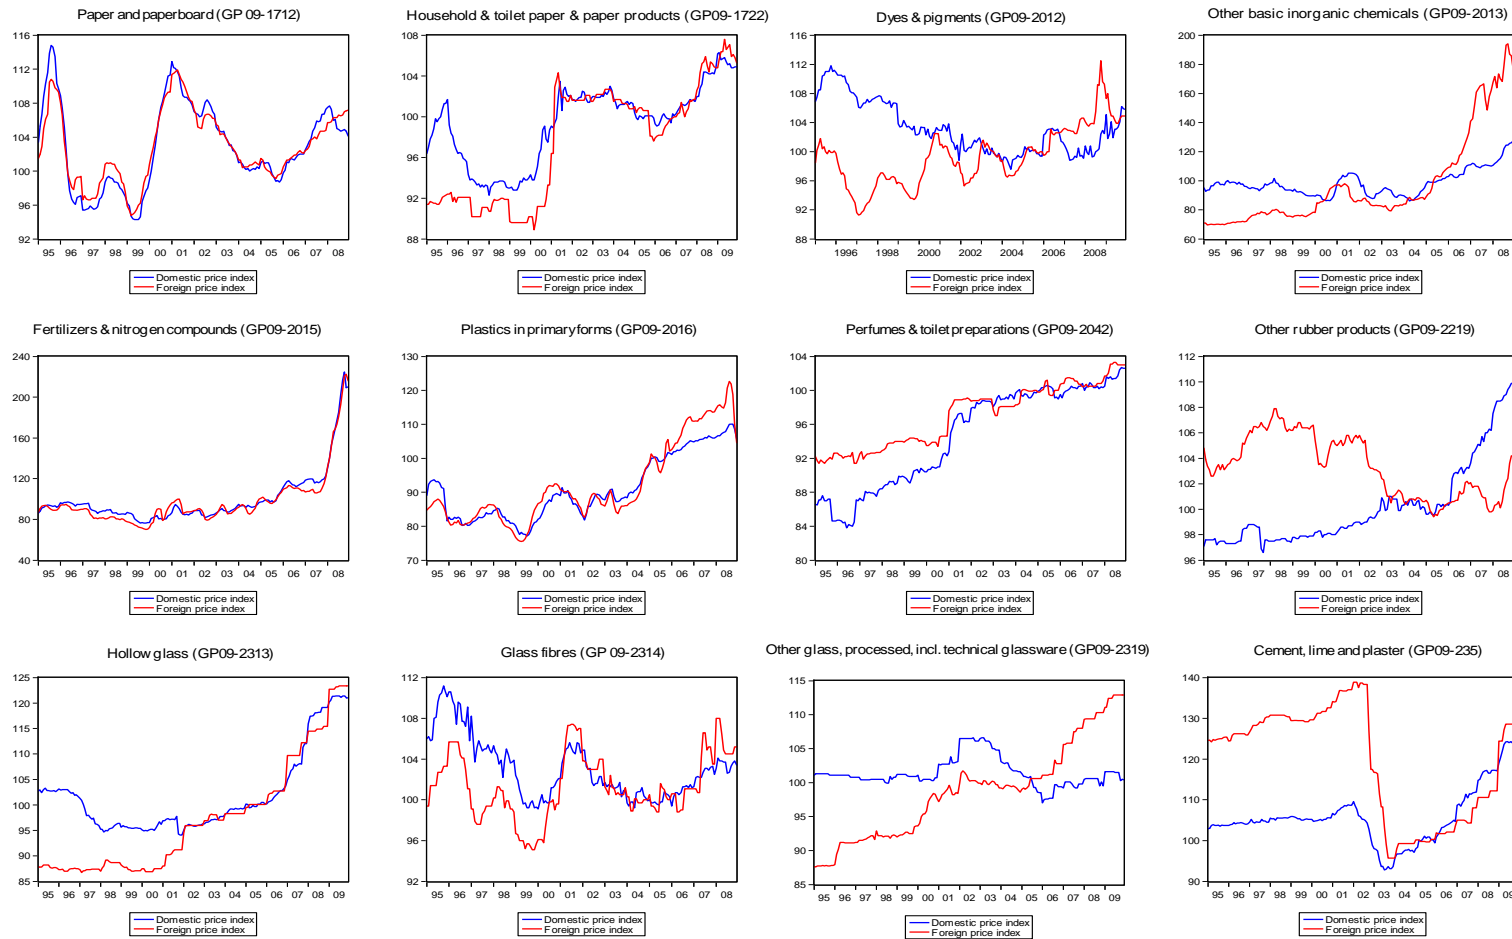 Paper and paperboard (GP 09-1712)
116
112
108
104
100
96
92
95 96 97 98 99 00 01 02 03 04 05 06 07 08
Domestic price index
Foreign price index
Household & toilet paper & paper products (GP09-1722)
108
104
100
96
92
88
95 96 97 98 99 00 01 02 03 04 05 06 07 08 09
Domestic price index
Foreign price index
Dyes & pigments (GP09-2012)
116
112
108
104
100
96
92
88
1996 1998 2000 2002 2004 2006 2008
Domestic price index
Foreign price index
Other basic inorganic chemicals (GP09-2013)
200
180
160
140
120
100
80
60
95 96 97 98 99 00 01 02 03 04 05 06 07 08
Domestic price index
Foreign price index
Fertilizers & nitrogen compounds (GP09-2015)
240
200
160
120
80
40
95 96 97 98 99 00 01 02 03 04 05 06 07 08
Domestic price index
Foreign price index
Plastics in primary forms (GP09-2016)
130
120
110
100
90
80
70
95 96 97 98 99 00 01 02 03 04 05 06 07 08
Domestic price index
Foreign price index
Perfumes & toilet preparations (GP09-2042)
104
100
96
92
88
84
80
95 96 97 98 99 00 01 02 03 04 05 06 07 08
Domestic price index
Foreign price index
Other rubber products (GP09-2219)
112
110
108
106
104
102
100
98
96
95 96 97 98 99 00 01 02 03 04 05 06 07 08
Domestic price index
Foreign price index
Hollow glass (GP09-2313)
125
120
115
110
105
100
95
90
85
95 96 97 98 99 00 01 02 03 04 05 06 07 08 09
Domestic price index
Foreign price index
Glass fibres (GP 09-2314)
112
108
104
100
96
92
95 96 97 98 99 00 01 02 03 04 05 06 07 08
Domestic price index
Foreign price index
Other glass, processed, incl. technical glassware (GP09-2319)
115
110
105
100
95
90
85
95 96 97 98 99 00 01 02 03 04 05 06 07 08 09
Domestic price index
Foreign price index
Cement, lime and plaster (GP09-235)
140
130
120
110
100
90
95 96 97 98 99 00 01 02 03 04 05 06 07 08 09
Domestic price index
Foreign price index